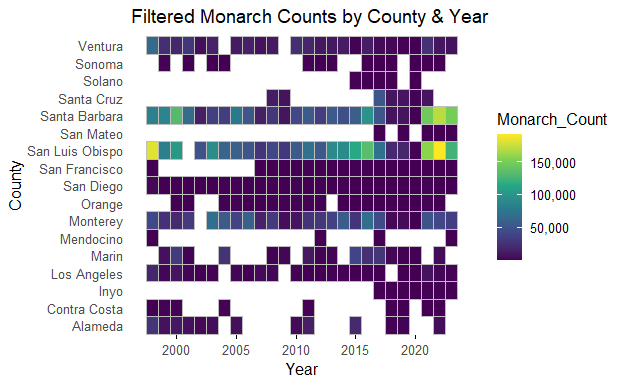 Filtered Monarch Counts by County & Year
Ventura
Sonoma
Solano
Santa Cruz
Santa Barbara
San Mateo
San Luis Obispo
San Francisco
San Diego
Orange
Monterey
Mendocino
Marin
Los Angeles
Inyo
Contra Costa
Alameda
County
2000 2005 2010 2015 2020
Year
Monarch_Count
150,000
100,000
50,000